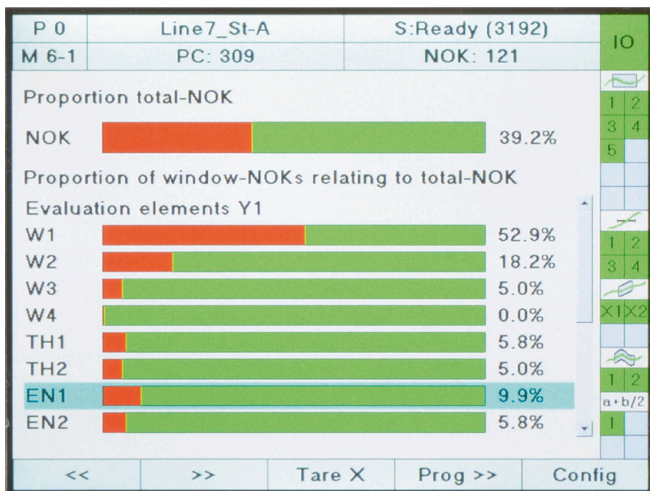 P 0 Line7_St-A S:Ready (3192) IO
M 6-1 PC: 309 NOK: 121
Proportion total-NOK
1 2
NOK 39.2% 3 4
5
Proportion of window-NOKs relating to total-NOK
Evaluation elements Y1
W1 52.9% 1 2
W2 18.2% 3 4
W3 5.0%
W4 0.0% X1 X2
TH1 5.8%
TH2 5.0% 1 2
EN1 9.9% a+b/2
EN2 5.8% 1
<< >> Tare X Prog >> Config